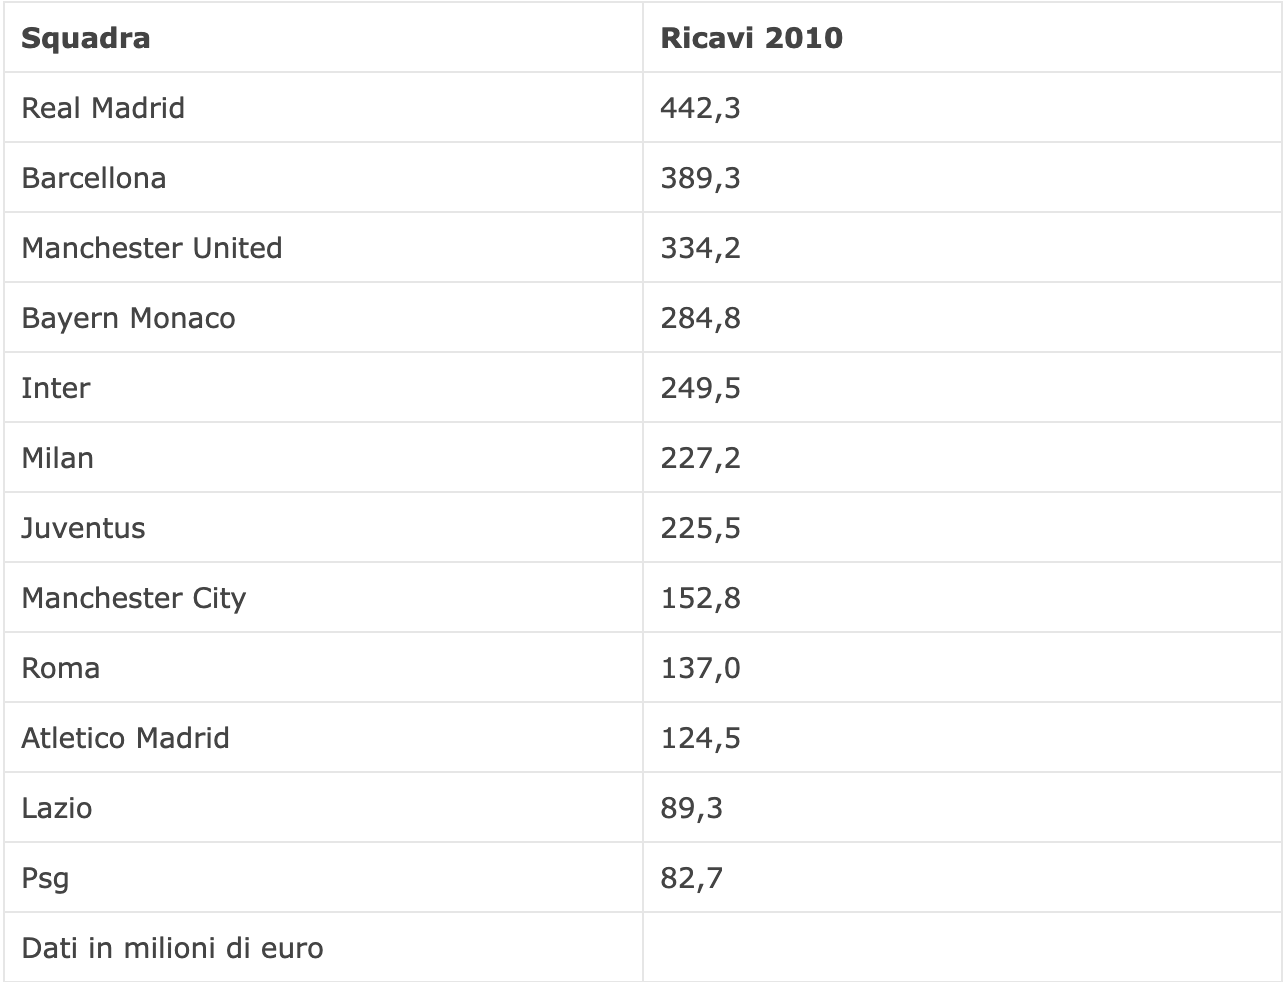 Squadra Ricavi 2010
Real Madrid 442,3
Barcellona 389,3
Manchester United 334,2
Bayern Monaco 284,8
Inter 249,5
Milan 227,2
Juventus 225,5
Manchester City 152,8
Roma 137,0
Atletico Madrid 124,5
Lazio 89,3
Psg 82,7
Dati in milioni di euro